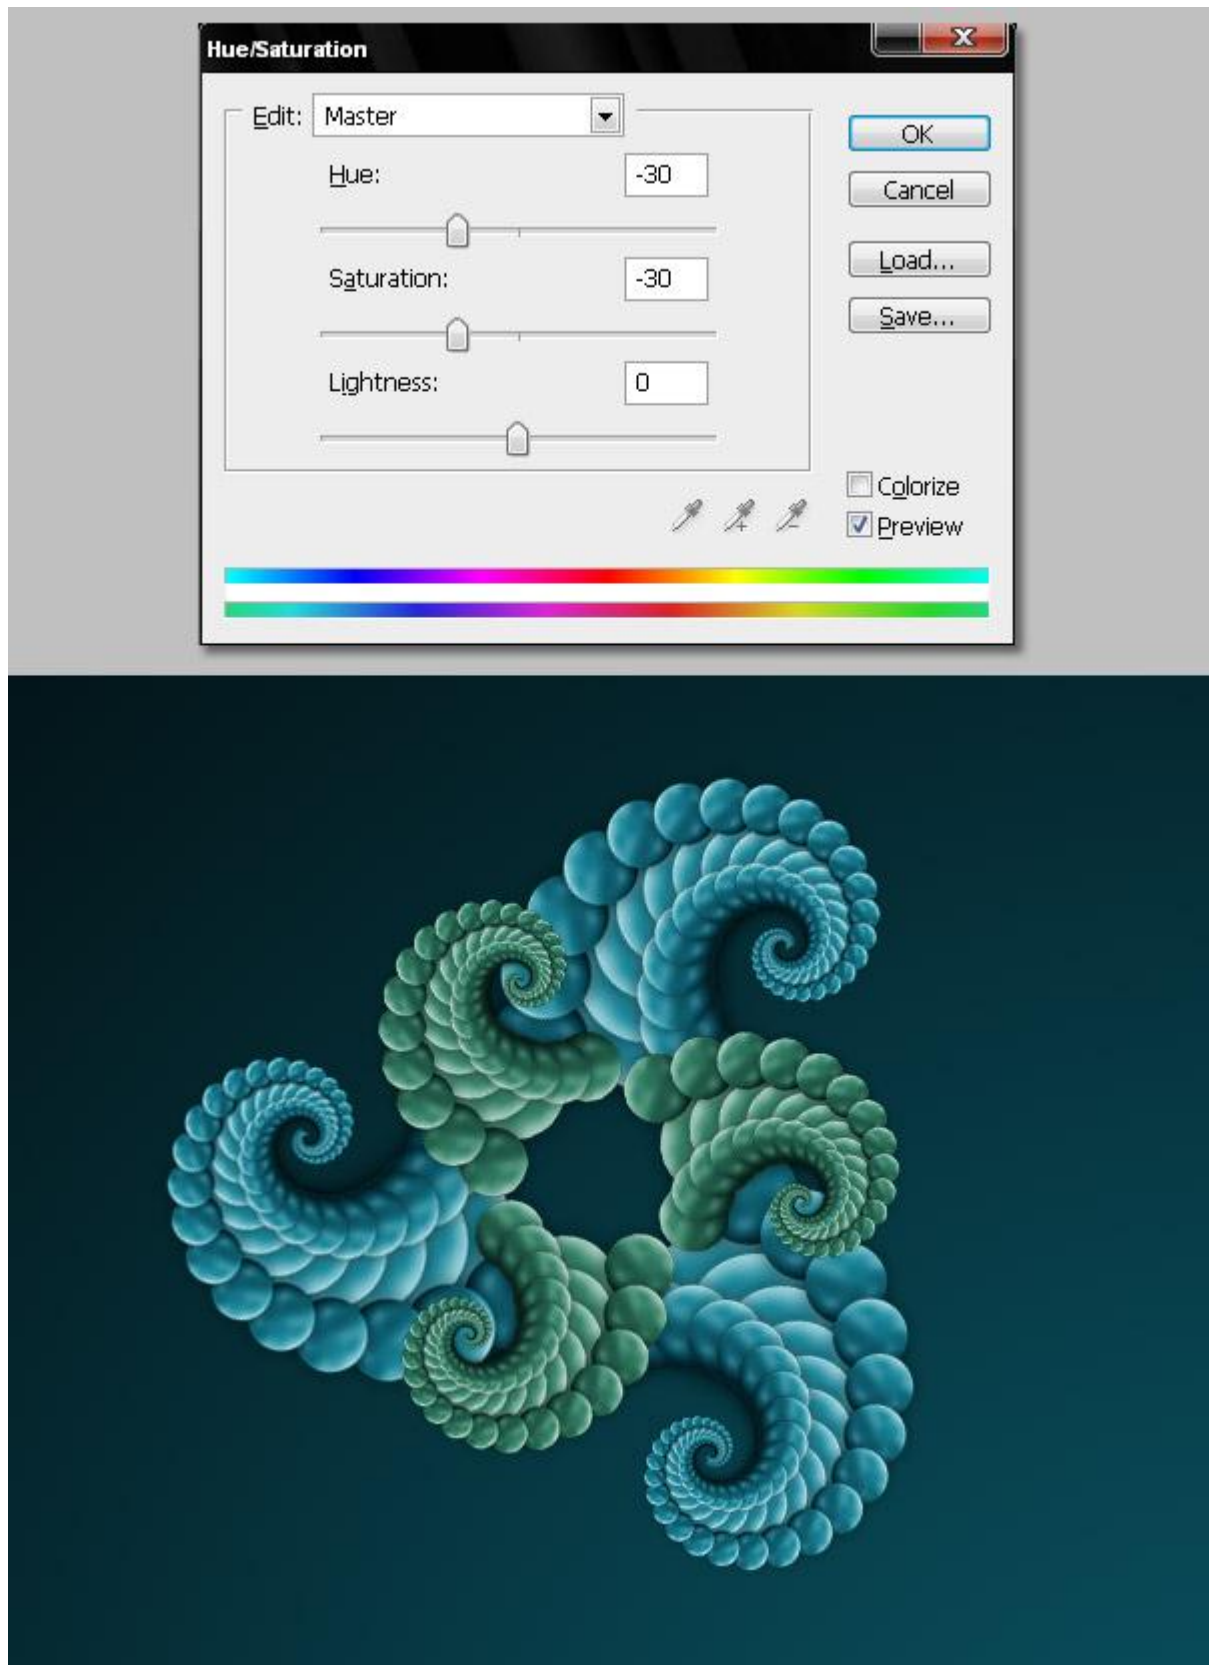 Hue/Saturation
Edit: Master
OK
Hue: -30
Cancel
Load...
Saturation: -30
Save...
Lightness: 0
Colorize
Preview